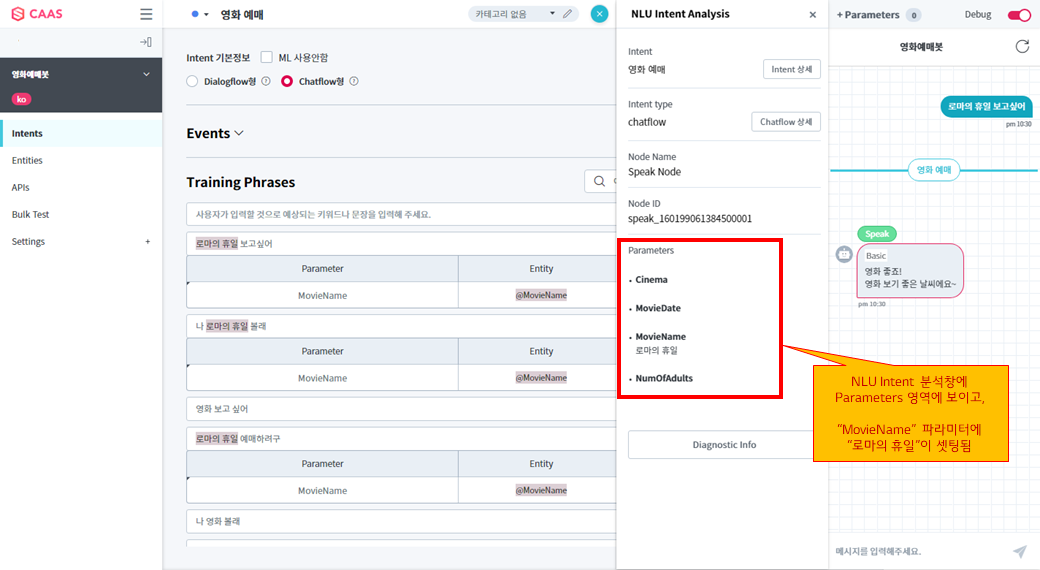 CAAS
영화예매봇
ko
Intents
Entities
APIs
Bulk Test
Settings
+
영화 예매
카테고리 없음
Intent 기본정보
ML 사용안함
Dialogflow형
Chatflow형
Events
Training Phrases
사용자가 입력할 것으로 예상되는 키워드나 문장을 입력해 주세요.
로마의 휴일 보고싶어
Parameter Entity
MovieName @MovieName
나 로마의 휴일 볼래
Parameter Entity
MovieName @MovieName
영화 보고 싶어
로마의 휴일 예매하려구
Parameter Entity
MovieName @MovieName
나 영화 볼래
NLU Intent Analysis
Intent
영화 예매
Intent 상세
Intent type
chatflow
Chatflow 상세
Node Name
Speak Node
Node ID
speak_160199061384500001
Parameters
• Cinema
• MovieDate
• MovieName
로마의 휴일
• NumOfAdults
Diagnostic Info
+ Parameters 0
Debug
영화예매봇
로마의 휴일 보고싶어
pm 10:30
영화 예매
Speak
Basic
영화 좋죠!
영화 보기 좋은 날씨에요~
pm 10:30
NLU Intent 분석창에
Parameters 영역에 보이고,
“MovieName” 파라미터에
“로마의 휴일”이 셋팅됨
메시지를 입력해주세요.